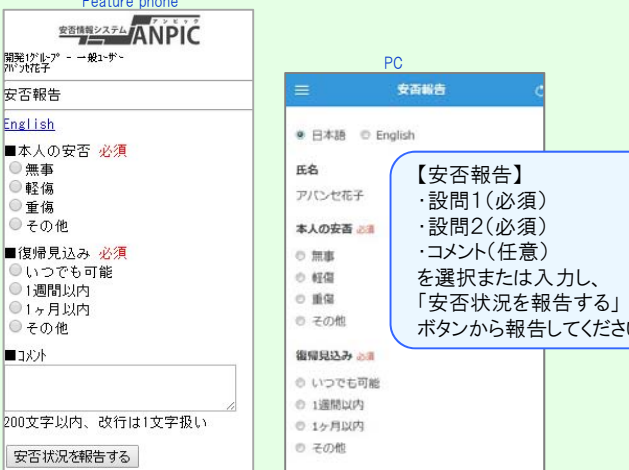 Feature phone
安否情報システム ANPIC
アンピック
開発1グループ - 一般ユーザー
アバンセ花子
安否報告
English
■本人の安否 必須
無事
軽傷
重傷
その他
■復帰見込み 必須
いつでも可能
1週間以内
1ヶ月以内
その他
■コメント
200文字以内、改行は1文字扱い
安否状況を報告する
PC
安否報告
日本語 English
氏名
アバンセ花子
本人の安否 必須
無事
軽傷
重傷
その他
復帰見込み 必須
いつでも可能
1週間以内
1ヶ月以内
その他
【安否報告】
・設問1(必須)
・設問2(必須)
・コメント(任意)
を選択または入力し、
「安否状況を報告する」
ボタンから報告してくださ